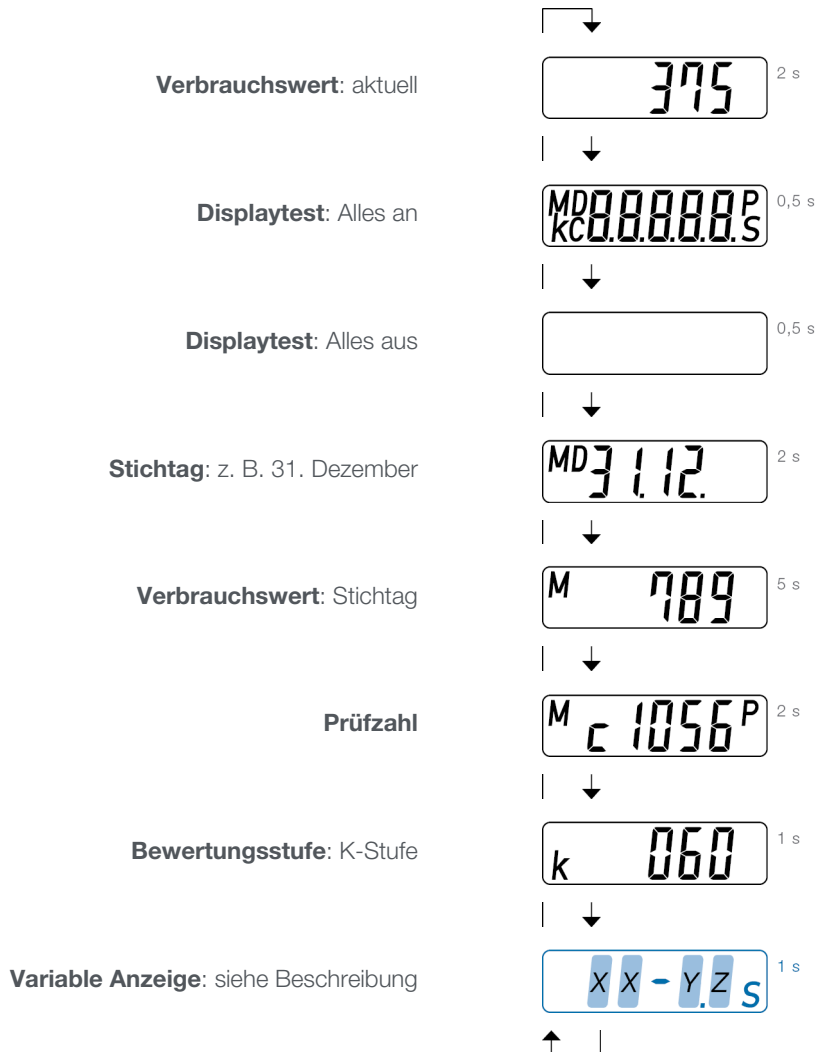 Verbrauchswert: aktuell 375 2 s
Displaytest: Alles an MD kC 8.8.8.8.8. P S 0,5 s
Displaytest: Alles aus 0,5 s
Stichtag: z. B. 31. Dezember MD 31.12. 2 s
Verbrauchswert: Stichtag M 789 5 s
Prüfzahl M c 1056 P 2 s
Bewertungsstufe: K-Stufe k 060 1 s
Variable Anzeige: siehe Beschreibung X X - Y.Z S 1 s